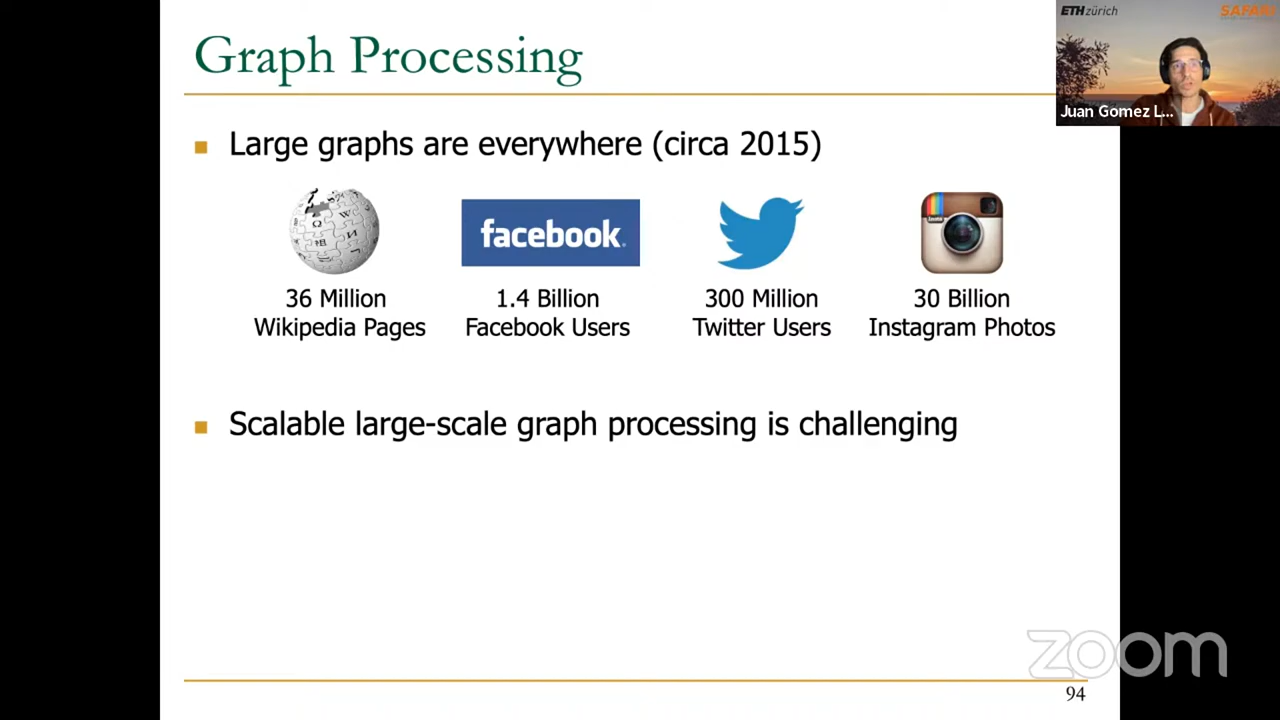 Graph Processing
ETH zürich
SAFARI
Juan Gomez L...
Large graphs are everywhere (circa 2015)
facebook
36 Million
Wikipedia Pages
1.4 Billion
Facebook Users
300 Million
Twitter Users
30 Billion
Instagram Photos
Scalable large-scale graph processing is challenging
zoom
94